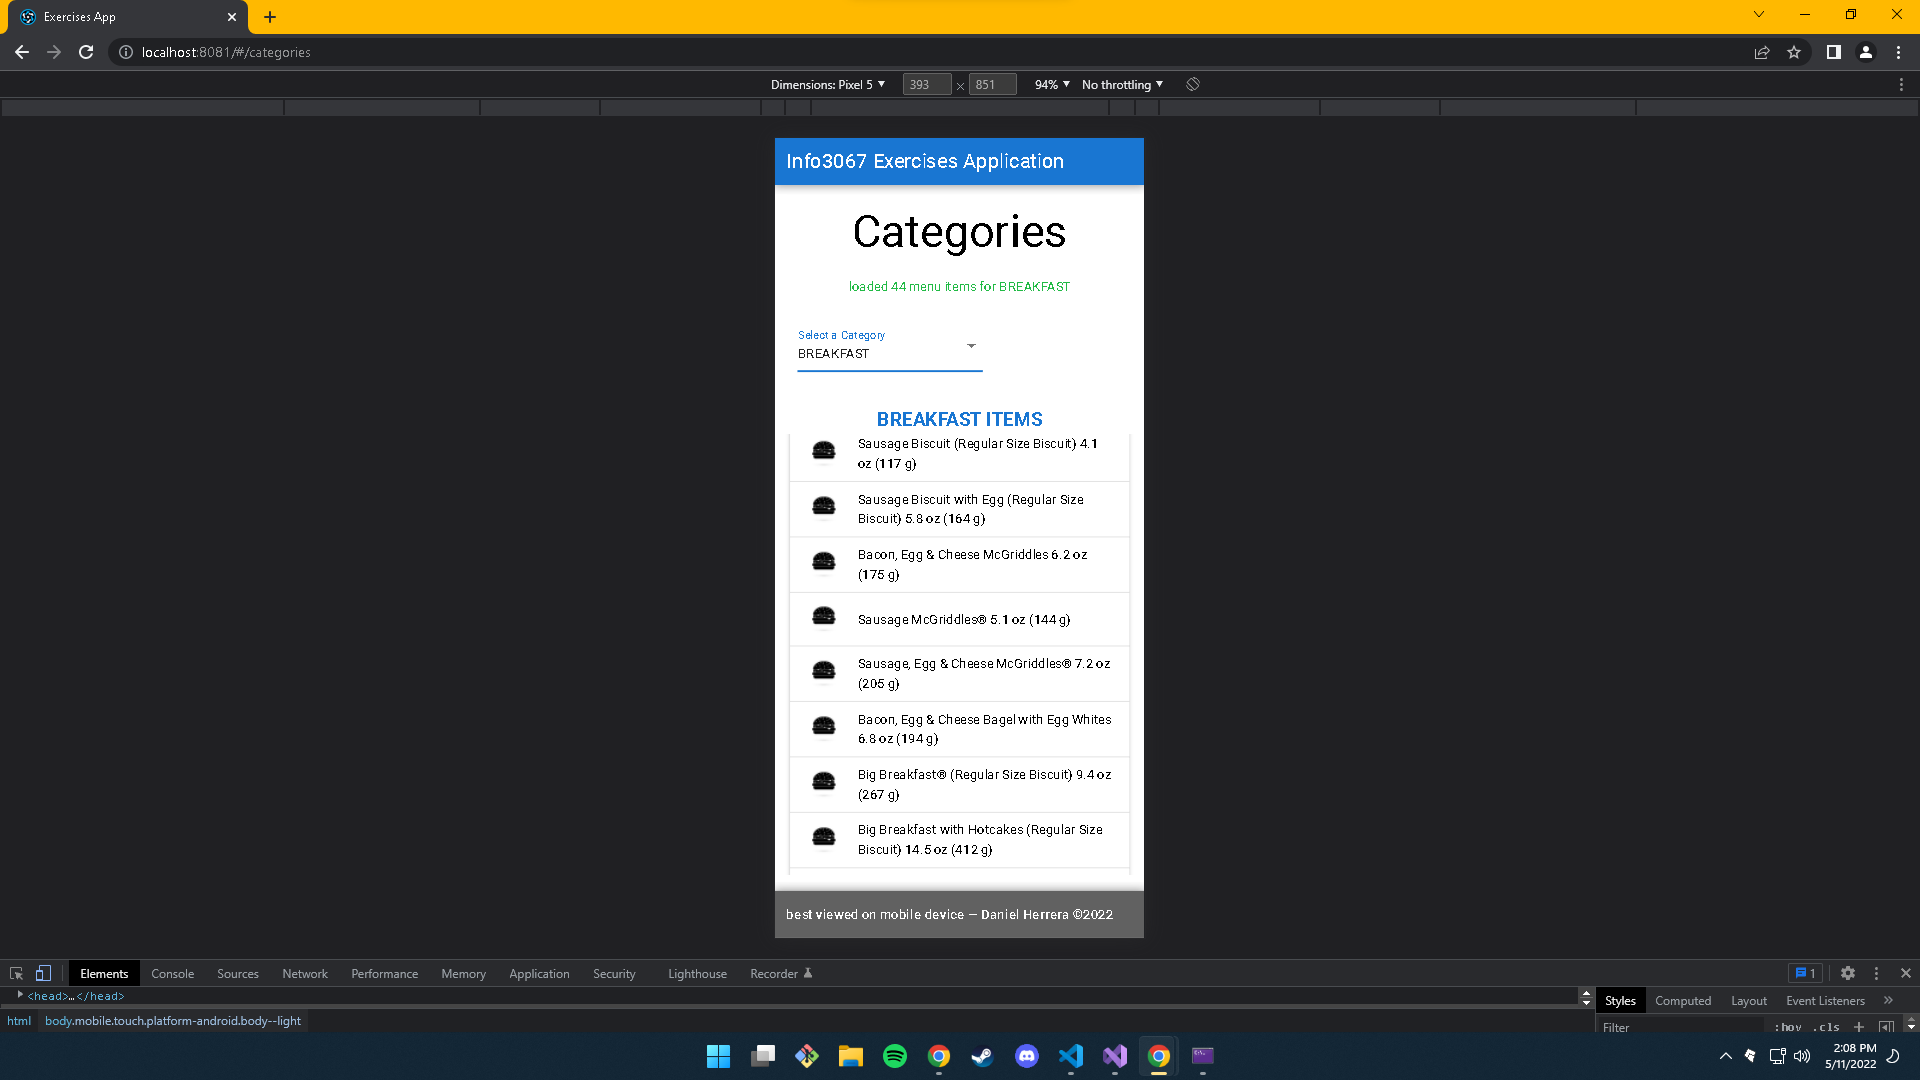 Exercises App
localhost:8081/#/categories
Dimensions: Pixel 5 393 × 851 94% No throttling
Info3067 Exercises Application
Categories
loaded 44 menu items for BREAKFAST
Select a Category
BREAKFAST
BREAKFAST ITEMS
Sausage Biscuit (Regular Size Biscuit) 4.1
oz (117 g)
Sausage Biscuit with Egg (Regular Size
Biscuit) 5.8 oz (164 g)
Bacon, Egg & Cheese McGriddles 6.2 oz
(175 g)
Sausage McGriddles® 5.1 oz (144 g)
Sausage, Egg & Cheese McGriddles® 7.2 oz
(205 g)
Bacon, Egg & Cheese Bagel with Egg Whites
6.8 oz (194 g)
Big Breakfast® (Regular Size Biscuit) 9.4 oz
(267 g)
Big Breakfast with Hotcakes (Regular Size
Biscuit) 14.5 oz (412 g)
best viewed on mobile device — Daniel Herrera ©2022
Elements Console Sources Network Performance Memory Application Security Lighthouse Recorder 1
<head>…</head>
Styles Computed Layout Event Listeners »
html body.mobile.touch.platform-android.body--light
Filter :hov .cls +
2:08 PM
5/11/2022